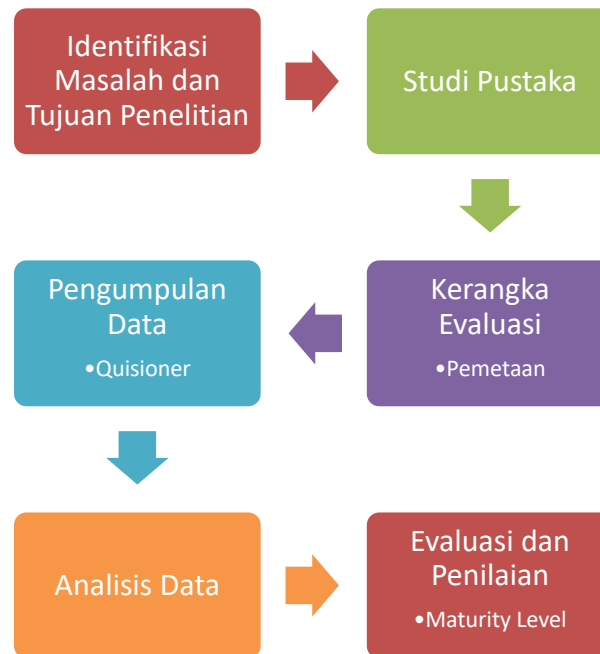 Identifikasi
Masalah dan
Tujuan Penelitian
Studi Pustaka
Kerangka
Evaluasi
•Pemetaan
Pengumpulan
Data
•Quisioner
Analisis Data
Evaluasi dan
Penilaian
•Maturity Level